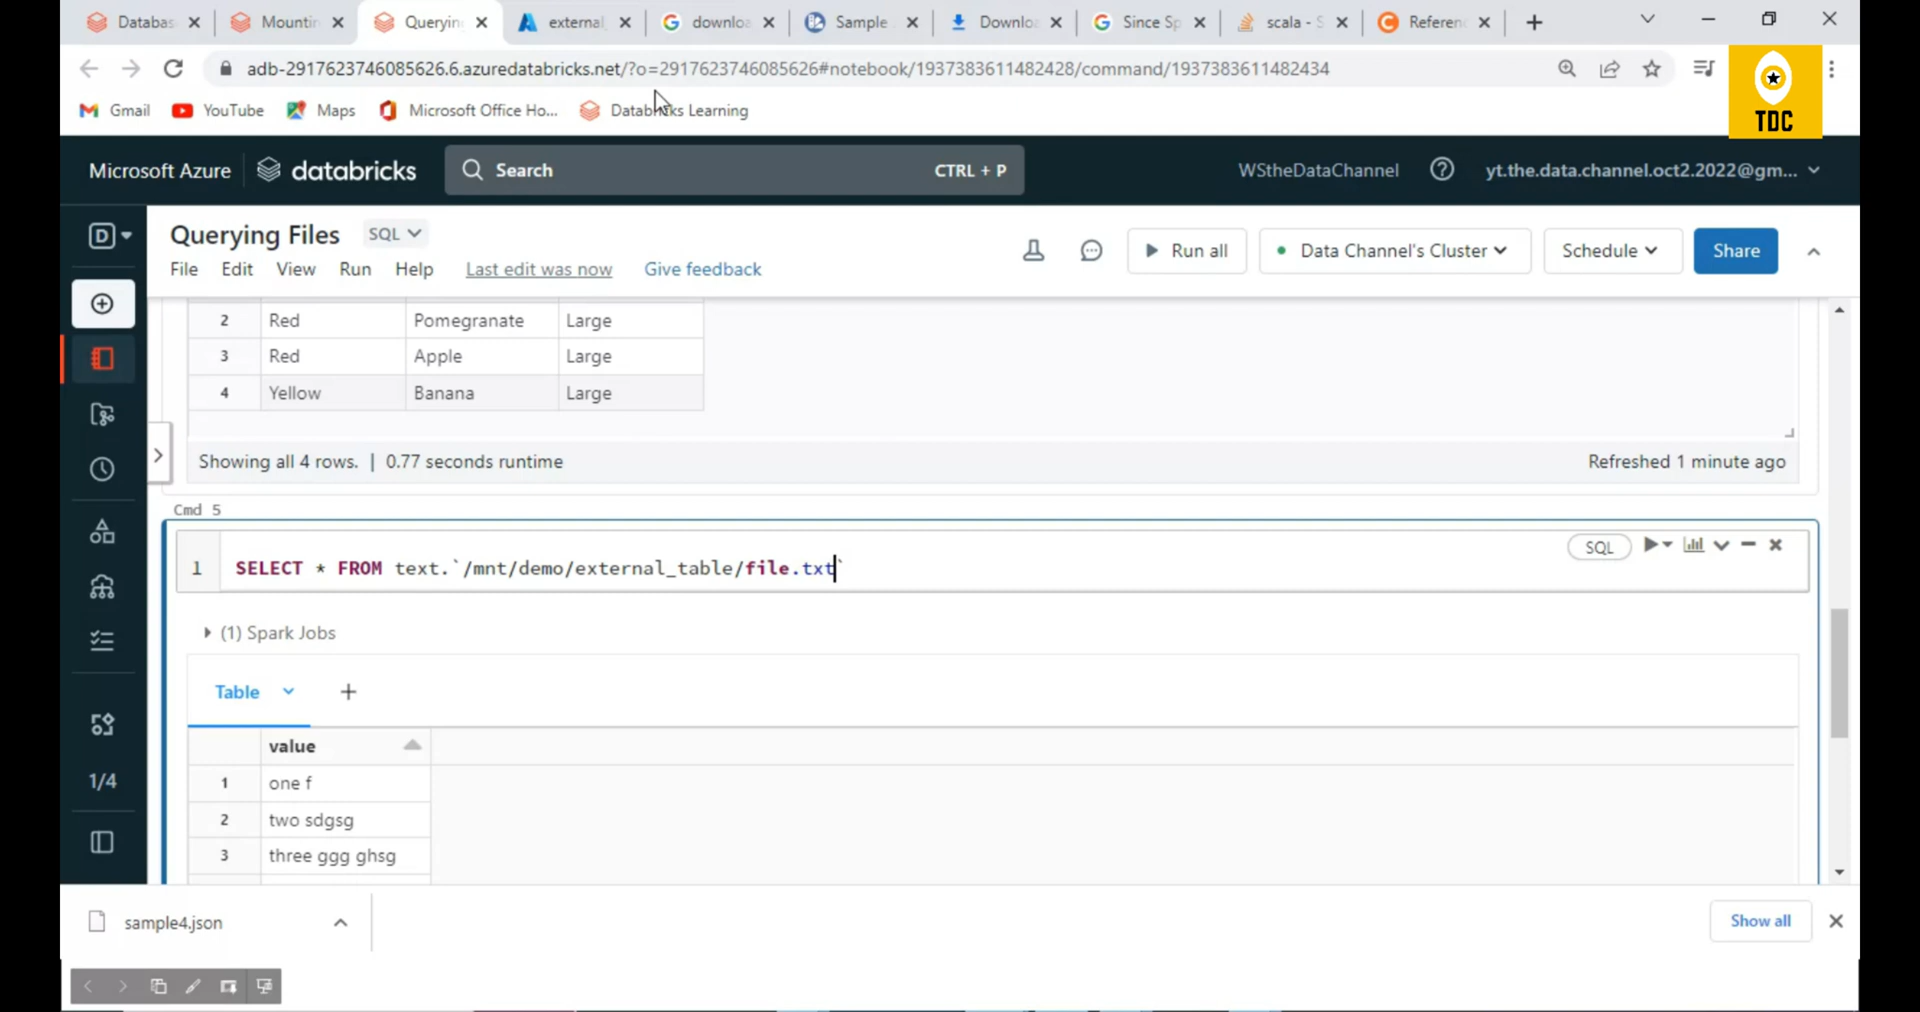 Databas
Mountin
Querying
external
downloa
Sample
Downloa
Since Sp
scala - S
Referen
adb-2917623746085626.6.azuredatabricks.net/?o=2917623746085626#notebook/1937383611482428/command/1937383611482434
Gmail
YouTube
Maps
Microsoft Office Ho...
Databricks Learning
TDC
Microsoft Azure
databricks
Search
CTRL + P
WStheDataChannel
yt.the.data.channel.oct2.2022@gm...
D
Querying Files
SQL
File Edit View Run Help
Last edit was now
Give feedback
Run all
Data Channel's Cluster
Schedule
Share
2 Red Pomegranate Large
3 Red Apple Large
4 Yellow Banana Large
Showing all 4 rows. | 0.77 seconds runtime
Refreshed 1 minute ago
Cmd 5
SQL
1 SELECT * FROM text.`/mnt/demo/external_table/file.txt`
(1) Spark Jobs
Table
value
1 one f
2 two sdgsg
3 three ggg ghsg
1/4
sample4.json
Show all